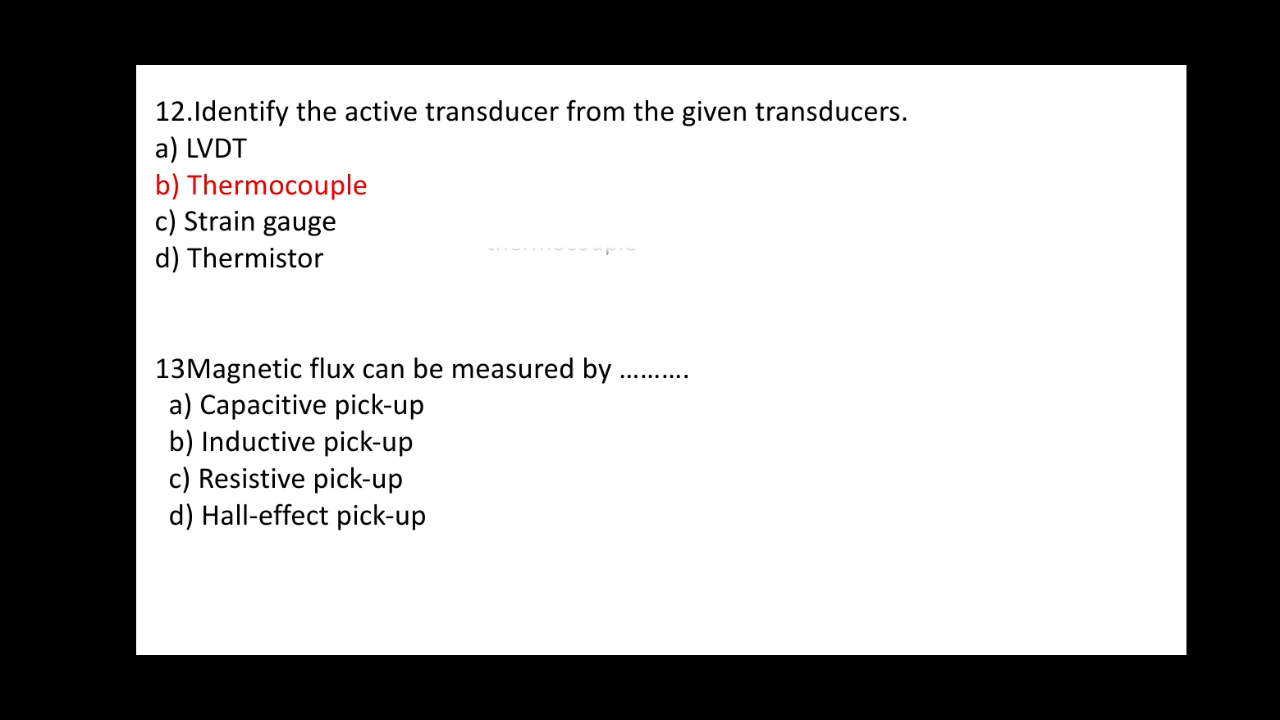 12.Identify the active transducer from the given transducers.
a) LVDT
b) Thermocouple
c) Strain gauge
d) Thermistor
13Magnetic flux can be measured by ……….
a) Capacitive pick-up
b) Inductive pick-up
c) Resistive pick-up
d) Hall-effect pick-up